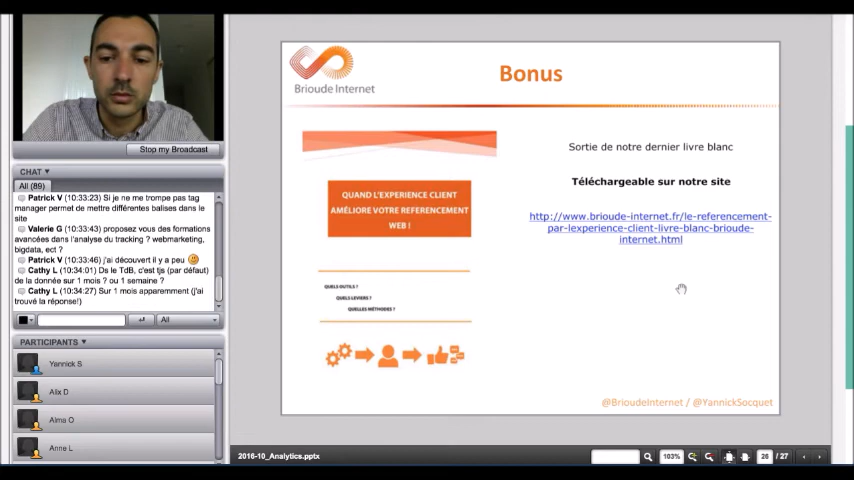 Stop my Broadcast
CHAT
All (89)
Patrick V (10:33:23) Si je ne me trompe pas tag
manager permet de mettre différentes balises dans le
site
Valerie G (10:33:43) proposez vous des formations
avancées dans l'analyse du tracking ? webmarketing,
bigdata, ect ?
Patrick V (10:33:46) j'ai découvert il y a peu
Cathy L (10:34:01) Ds le TdB, c'est tjs (par défaut)
de la donnée sur 1 mois ? ou 1 semaine ?
Cathy L (10:34:27) Sur 1 mois apparemment (j'ai
trouvé la réponse!)
All
PARTICIPANTS
Yannick S
Alix D
Alma O
Anne L
Brioude Internet
Bonus
QUAND L'EXPERIENCE CLIENT
AMÉLIORE VOTRE REFERENCEMENT
WEB !
QUELS OUTILS ?
QUELS LEVIERS ?
QUELLES MÉTHODES ?
Sortie de notre dernier livre blanc
Téléchargeable sur notre site
http://www.brioude-internet.fr/le-referencement-
par-lexperience-client-livre-blanc-brioude-
internet.html
@BrioudeInternet / @YannickSocquet
2016-10_Analytics.pptx
103%
26 / 27